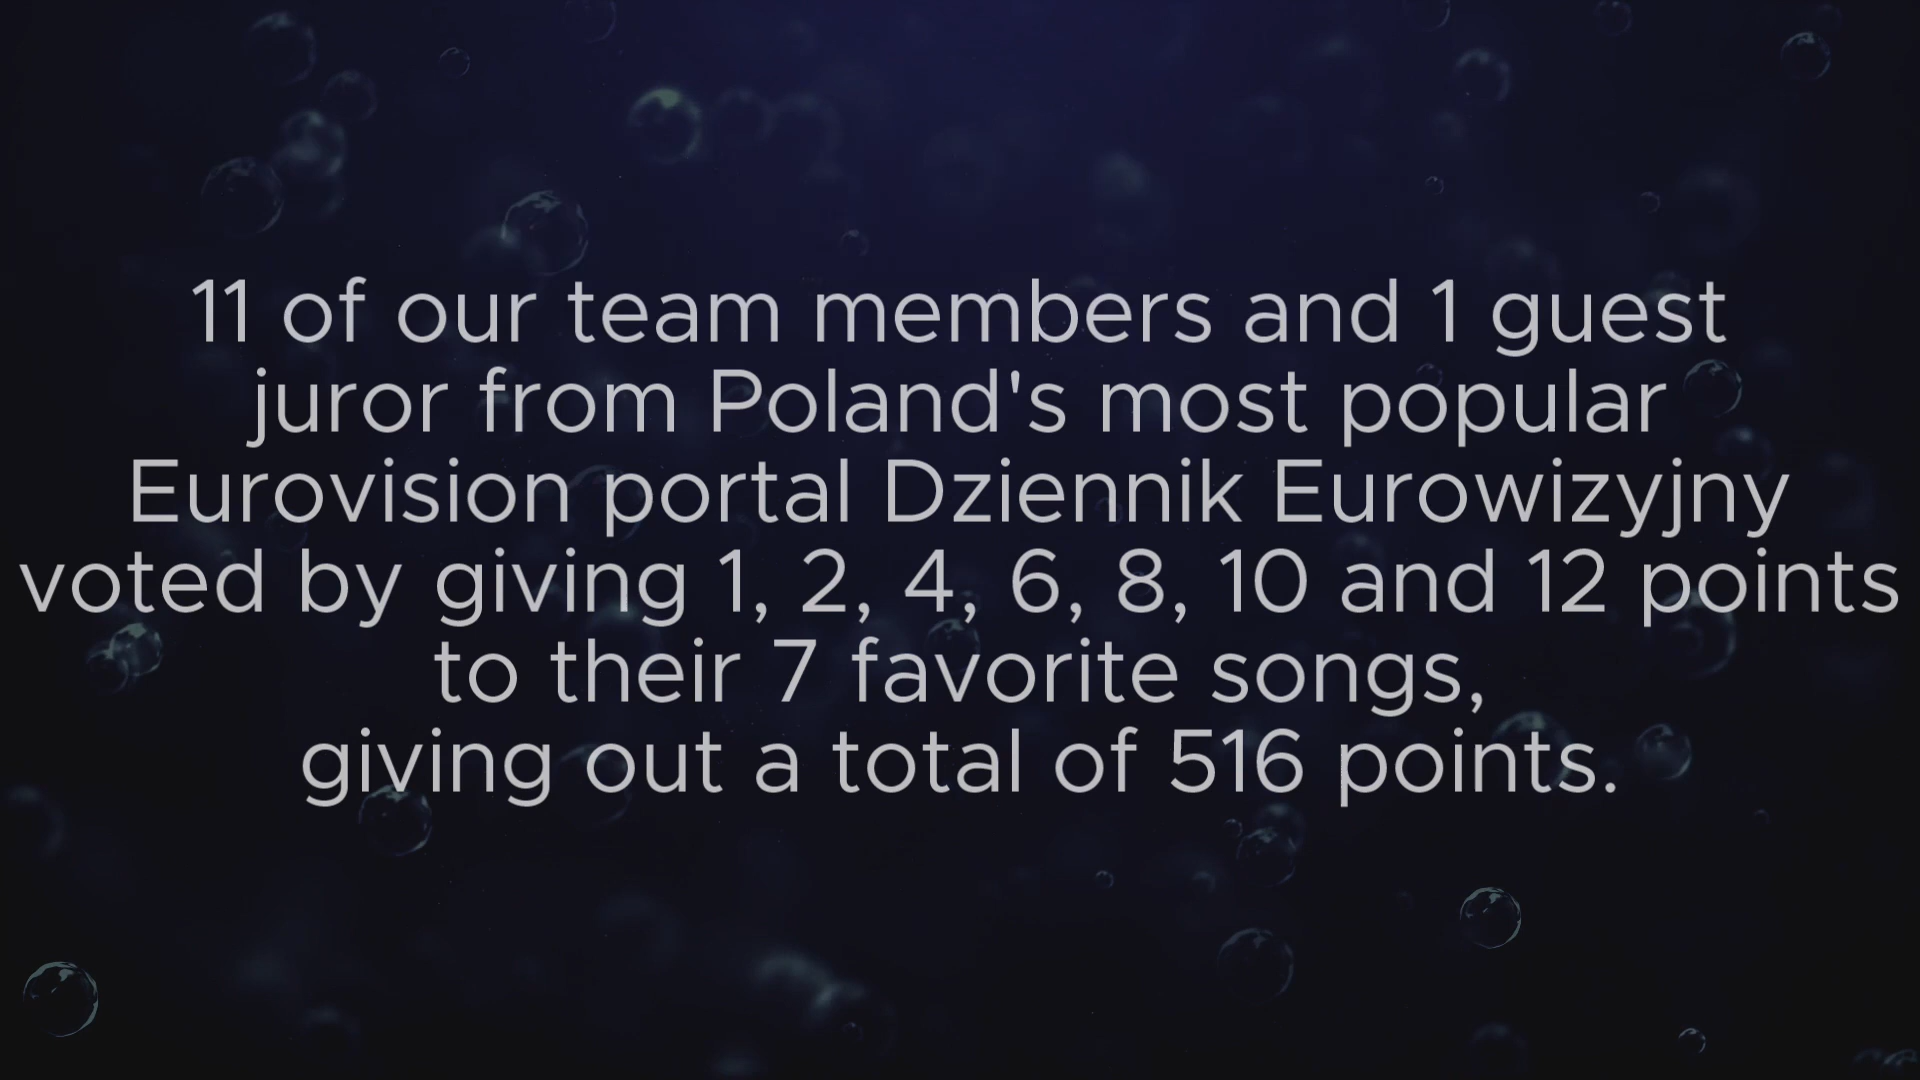 11 of our team members and 1 guest
juror from Poland's most popular
Eurovision portal Dziennik Eurowizyjny
voted by giving 1, 2, 4, 6, 8, 10 and 12 points
to their 7 favorite songs,
giving out a total of 516 points.